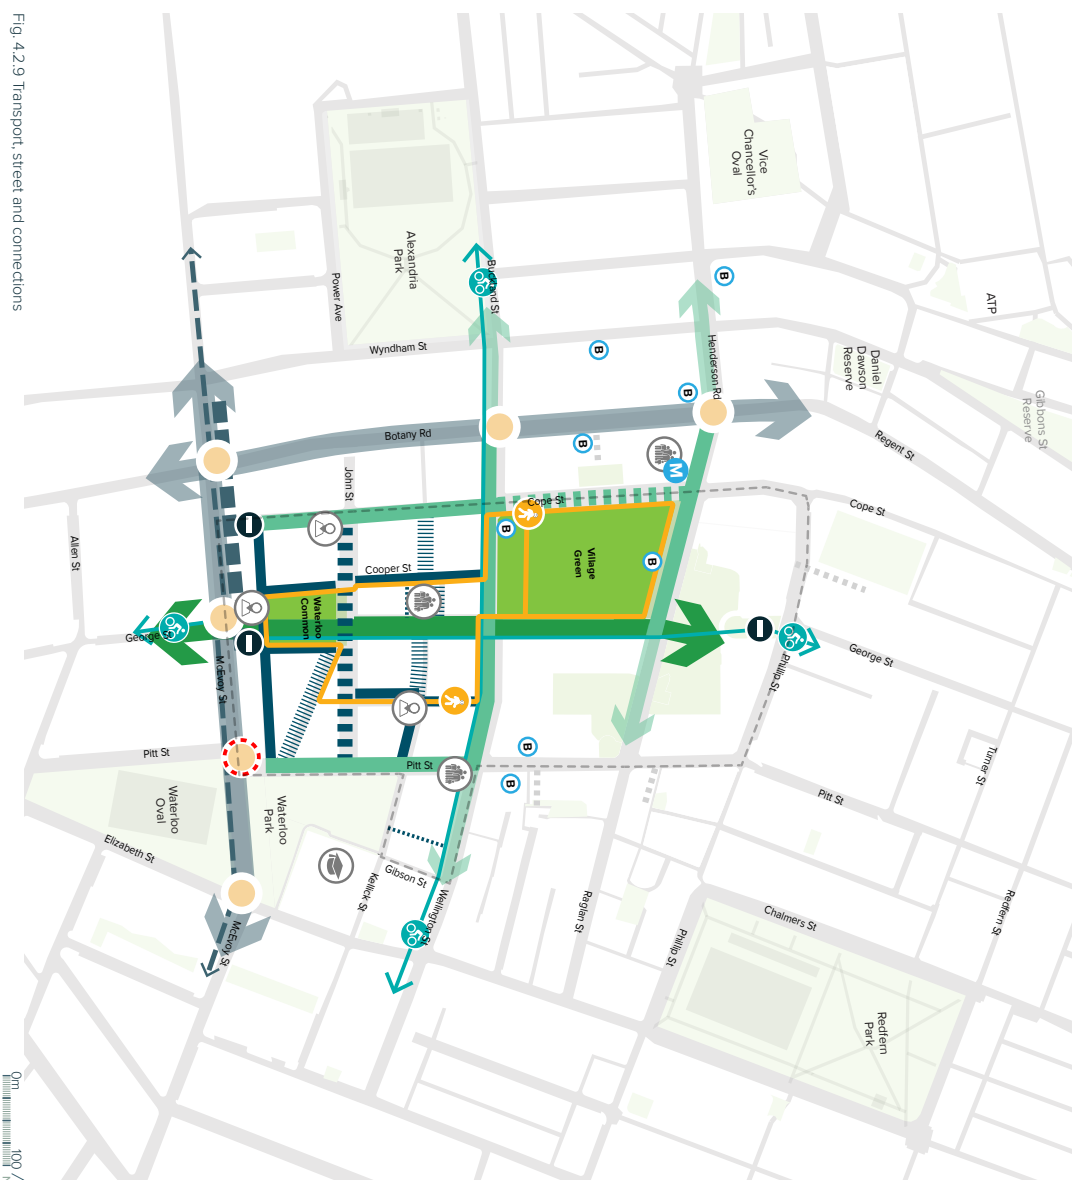 Fig. 4.2.9 Transport, street and connections
Vice
Chancellor's
Oval
Alexandria
Park
Buckland St
B
ATP
Power Ave
Wyndham St
B
Henderson Rd
Daniel
Dawson
Reserve
Gibbons St
Reserve
B
Botany Rd
B
Regent St
M
John St
Cope St
Cope St
B
Allen St
Cooper St
Village
Green
B
Waterloo
Common
George St
George St
McEvoy St
Phillip St
Pitt St
Pitt St
B
Turner St
B
Pitt St
Waterloo
Oval
Waterloo
Park
Elizabeth St
Gibson St
Kellick St
Wellington St
Raglan St
Chalmers St
Redfern St
McEvoy St
Phillip St
Redfern
Park
0m
100